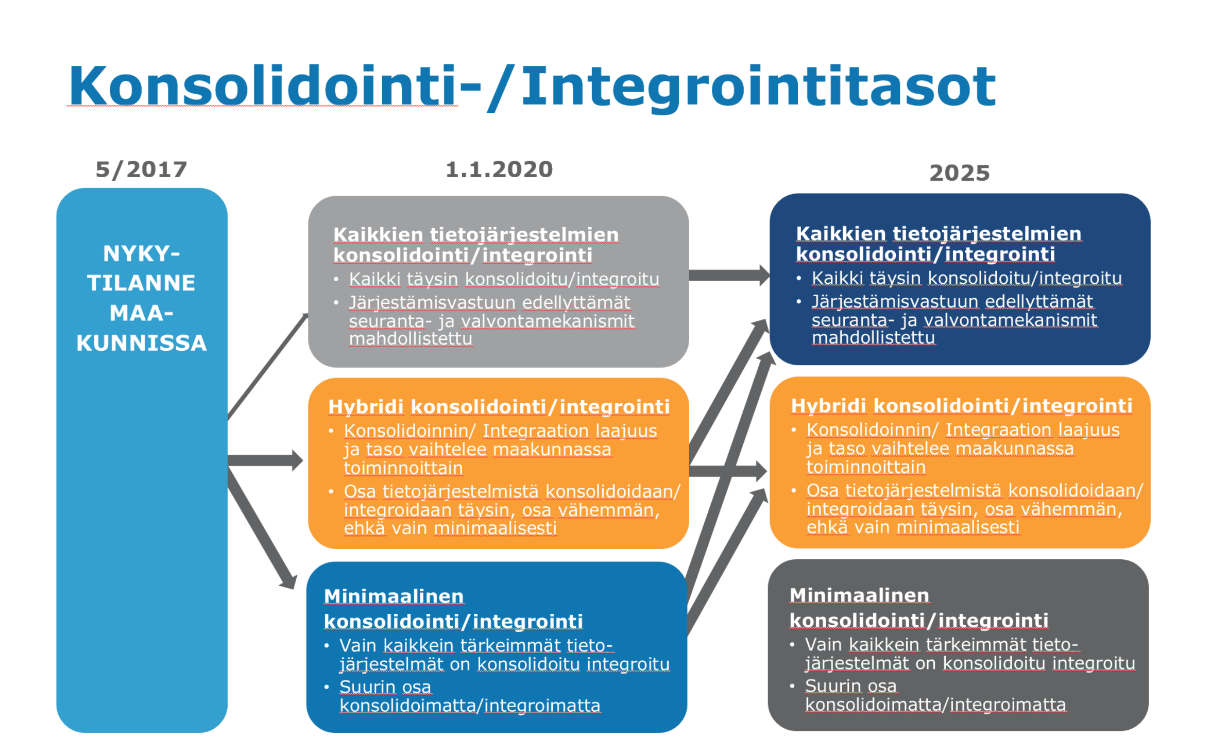 Konsolidointi-/Integrointitasot
5/2017
NYKY-
TILANNE
MAA-
KUNNISSA
1.1.2020
Kaikkien tietojärjestelmien
konsolidointi/integrointi
• Kaikki täysin konsolidoitu/integroitu
• Järjestämisvastuun edellyttämät
seuranta- ja valvontamekanismit
mahdollistettu
Hybridi konsolidointi/integrointi
• Konsolidoinnin/ Integraation laajuus
ja taso vaihtelee maakunnassa
toiminnoittain
• Osa tietojärjestelmistä konsolidoidaan/
integroidaan täysin, osa vähemmän,
ehkä vain minimaalisesti
Minimaalinen
konsolidointi/integrointi
• Vain kaikkein tärkeimmät tieto-
järjestelmät on konsolidoitu integroitu
• Suurin osa
konsolidoimatta/integroimatta
2025
Kaikkien tietojärjestelmien
konsolidointi/integrointi
• Kaikki täysin konsolidoitu/integroitu
• Järjestämisvastuun edellyttämät
seuranta- ja valvontamekanismit
mahdollistettu
Hybridi konsolidointi/integrointi
• Konsolidoinnin/ Integraation laajuus
ja taso vaihtelee maakunnassa
toiminnoittain
• Osa tietojärjestelmistä konsolidoidaan/
integroidaan täysin, osa vähemmän,
ehkä vain minimaalisesti
Minimaalinen
konsolidointi/integrointi
• Vain kaikkein tärkeimmät tieto-
järjestelmät on konsolidoitu integroitu
• Suurin osa
konsolidoimatta/integroimatta